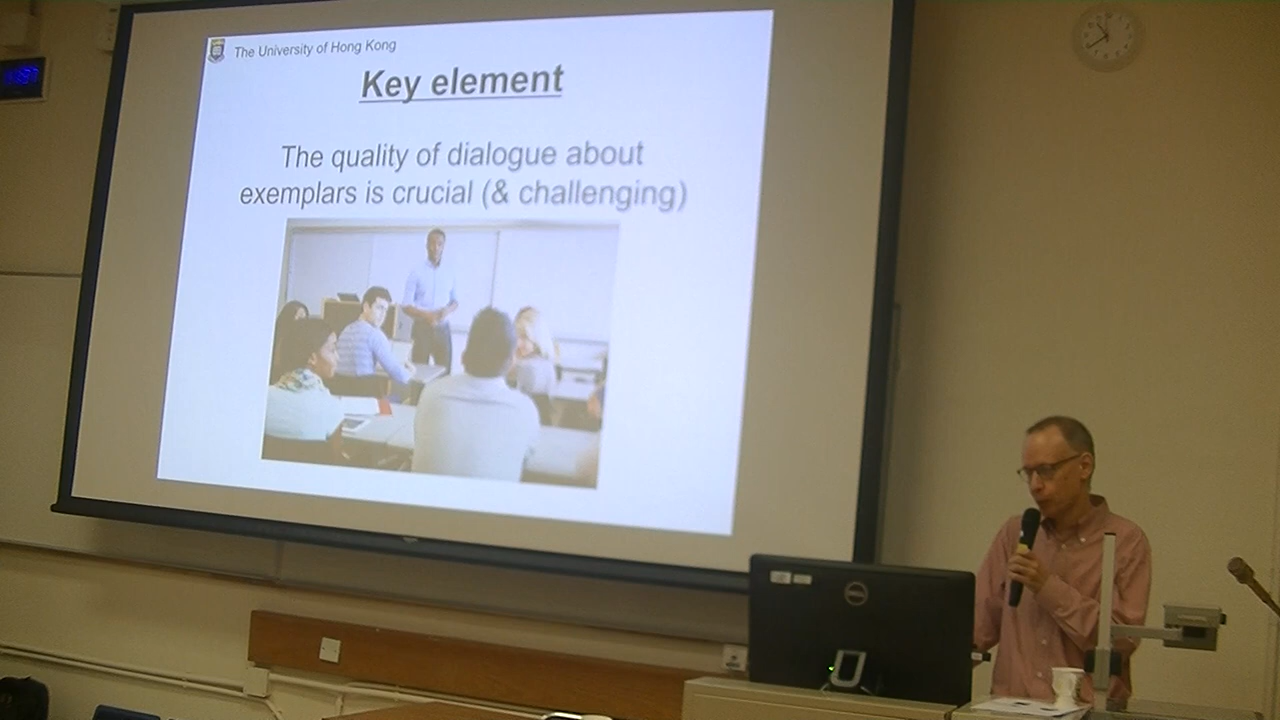 The University of Hong Kong
Key element
The quality of dialogue about
exemplars is crucial (& challenging)
DELL